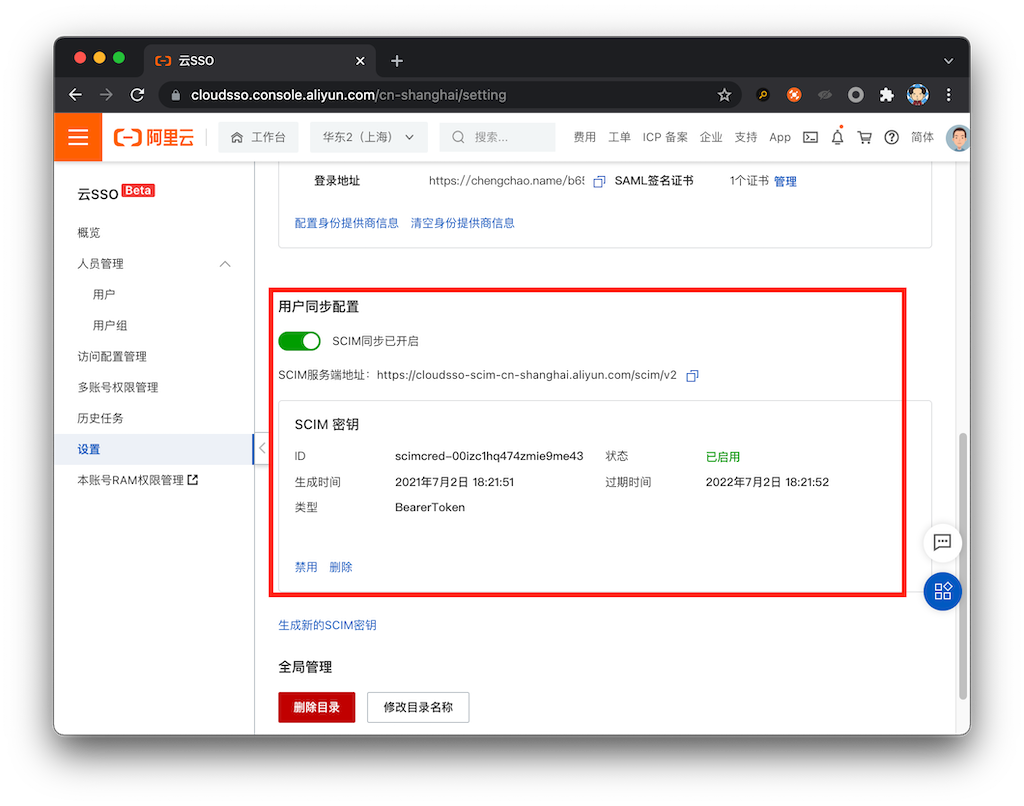 云SSO
cloudsso.console.aliyun.com/cn-shanghai/setting
阿里云 工作台 华东2（上海） 搜索... 费用 工单 ICP 备案 企业 支持 App 简体
云SSO Beta
概览
人员管理
用户
用户组
访问配置管理
多账号权限管理
历史任务
设置
本账号RAM权限管理
登录地址 https://chengchao.name/b65 SAML签名证书 1个证书 管理
配置身份提供商信息 清空身份提供商信息
用户同步配置
SCIM同步已开启
SCIM服务端地址：https://cloudsso-scim-cn-shanghai.aliyun.com/scim/v2
SCIM 密钥
ID scimcred-00izc1hq474zmie9me43 状态 已启用
生成时间 2021年7月2日 18:21:51 过期时间 2022年7月2日 18:21:52
类型 BearerToken
禁用 删除
生成新的SCIM密钥
全局管理
删除目录 修改目录名称